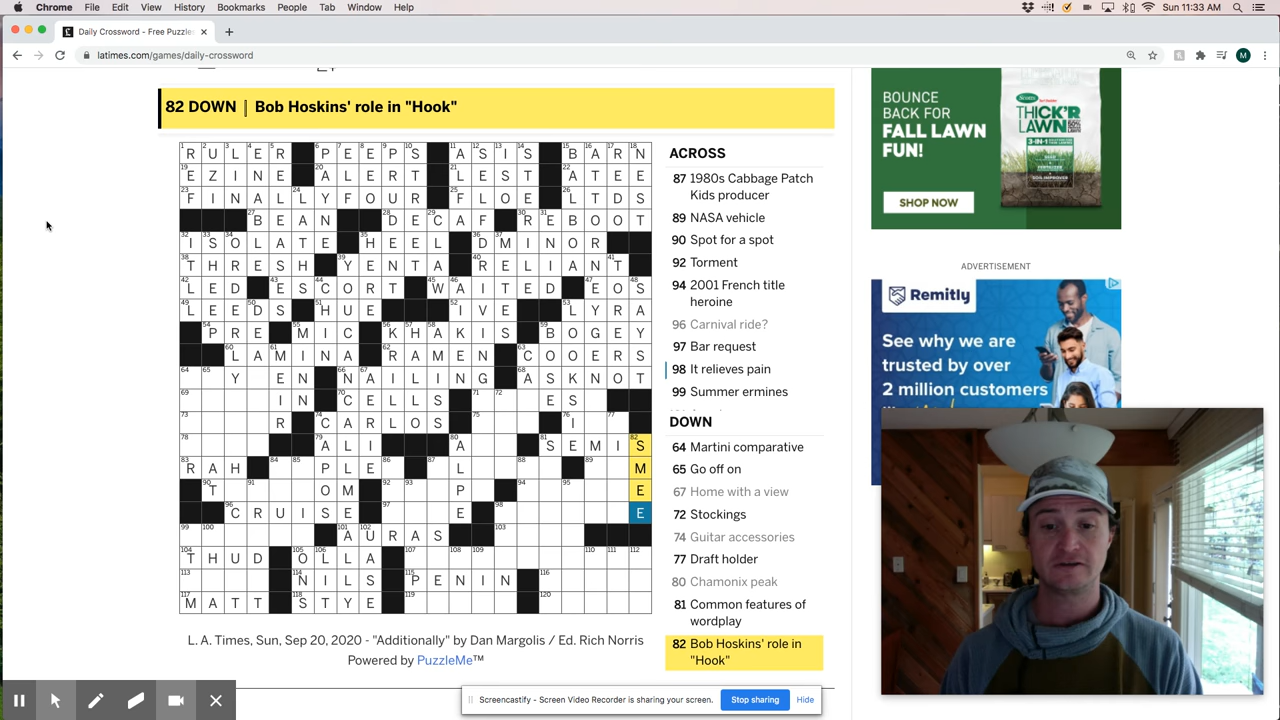 Chrome File Edit View History Bookmarks People Tab Window Help
Sun 11:33 AM
Daily Crossword - Free Puzzle
latimes.com/games/daily-crossword
M
82 DOWN | Bob Hoskins' role in "Hook"
R U L E R P E E P S A S I S B A R N
E Z I N E A L E R T L E S T A T E E
F I N A L L Y F O U R F L O E L T D S
B E A N D E C A F R E B O O T
I S O L A T E H E E L D M I N O R
T H R E S H Y E N T A R E L I A N T
L E D E S C O R T W A I T E D E O S
L E E D S H U E I V E L Y R A
P R E M I C K H A K I S B O G E Y
L A M I N A R A M E N C O O E R S
Y E N N A I L I N G A S K N O T
I N C E L L S E S
R C A R L O S I
A L I A S E M I S
R A H P L E L M
T O M P E
C R U I S E E E
A U R A S
T H U D O L L A
N I L S P E N I N
M A T T S T Y E
L. A. Times, Sun, Sep 20, 2020 - "Additionally" by Dan Margolis / Ed. Rich Norris
Powered by PuzzleMe™
ACROSS
87 1980s Cabbage Patch
Kids producer
89 NASA vehicle
90 Spot for a spot
92 Torment
94 2001 French title
heroine
96 Carnival ride?
97 Bar request
98 It relieves pain
99 Summer ermines
DOWN
64 Martini comparative
65 Go off on
67 Home with a view
72 Stockings
74 Guitar accessories
77 Draft holder
80 Chamonix peak
81 Common features of
wordplay
82 Bob Hoskins' role in
"Hook"
BOUNCE
BACK FOR
FALL LAWN
FUN!
SHOP NOW
Scotts
THICK'R
LAWN
3-IN-1
ADVERTISEMENT
Remitly
See why we are
trusted by over
2 million customers
Screencastify - Screen Video Recorder is sharing your screen.
Stop sharing
Hide